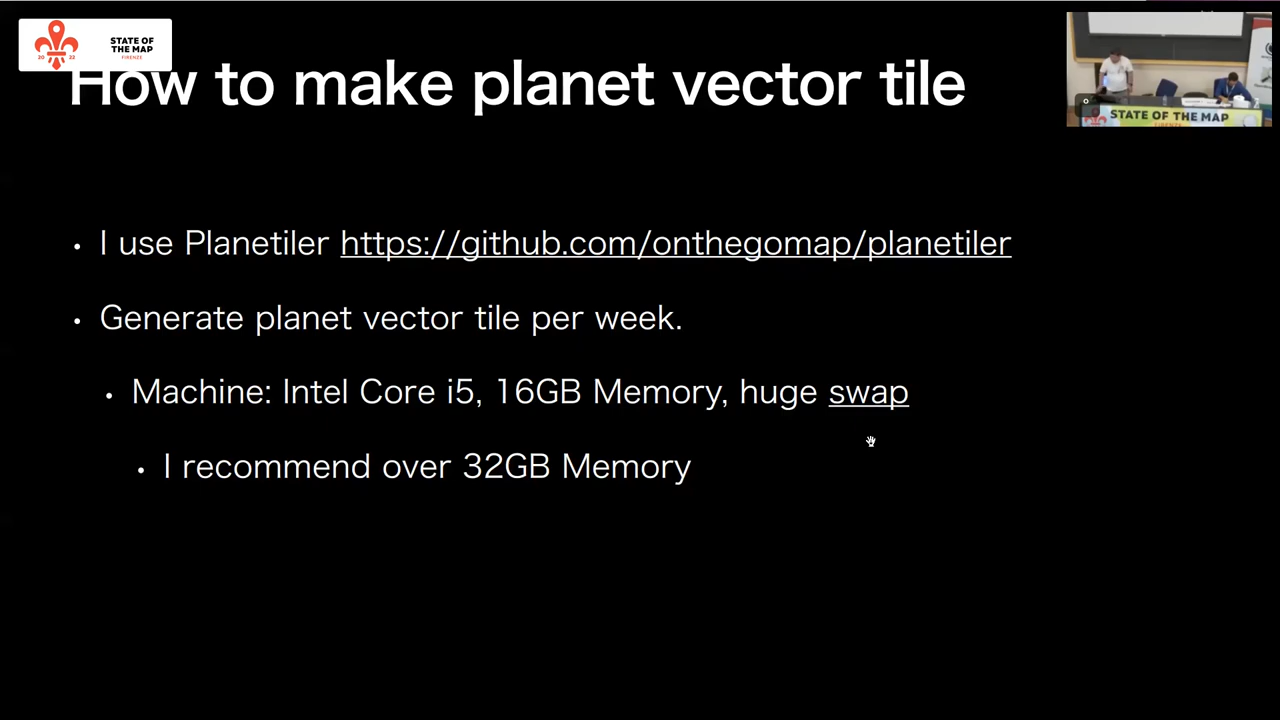 STATE OF
THE MAP
2022
FIRENZE
How to make planet vector tile
STATE OF THE MAP
FIRENZE
• I use Planetiler https://github.com/onthegomap/planetiler
• Generate planet vector tile per week.
• Machine: Intel Core i5, 16GB Memory, huge swap
• I recommend over 32GB Memory